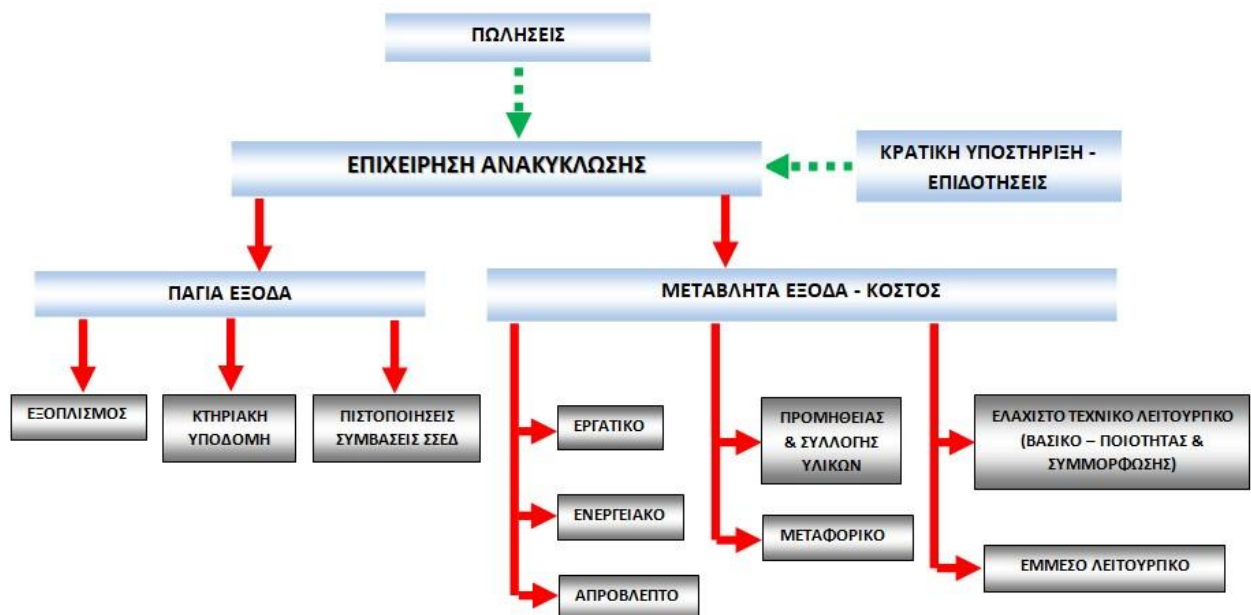 ΠΩΛΗΣΕΙΣ
ΕΠΙΧΕΙΡΗΣΗ ΑΝΑΚΥΚΛΩΣΗΣ
ΚΡΑΤΙΚΗ ΥΠΟΣΤΗΡΙΞΗ -
ΕΠΙΔΟΤΗΣΕΙΣ
ΠΑΓΙΑ ΕΞΟΔΑ
ΜΕΤΑΒΛΗΤΑ ΕΞΟΔΑ - ΚΟΣΤΟΣ
ΕΞΟΠΛΙΣΜΟΣ
ΚΤΗΡΙΑΚΗ
ΥΠΟΔΟΜΗ
ΠΙΣΤΟΠΟΙΗΣΕΙΣ
ΣΥΜΒΑΣΕΙΣ ΣΣΕΔ
ΕΡΓΑΤΙΚΟ
ΕΝΕΡΓΕΙΑΚΟ
ΑΠΡΟΒΛΕΠΤΟ
ΠΡΟΜΗΘΕΙΑΣ
& ΣΥΛΛΟΓΗΣ
ΥΛΙΚΩΝ
ΜΕΤΑΦΟΡΙΚΟ
ΕΛΑΧΙΣΤΟ ΤΕΧΝΙΚΟ ΛΕΙΤΟΥΡΓΙΚΟ
(ΒΑΣΙΚΟ – ΠΟΙΟΤΗΤΑΣ &
ΣΥΜΜΟΡΦΩΣΗΣ)
ΕΜΜΕΣΟ ΛΕΙΤΟΥΡΓΙΚΟ